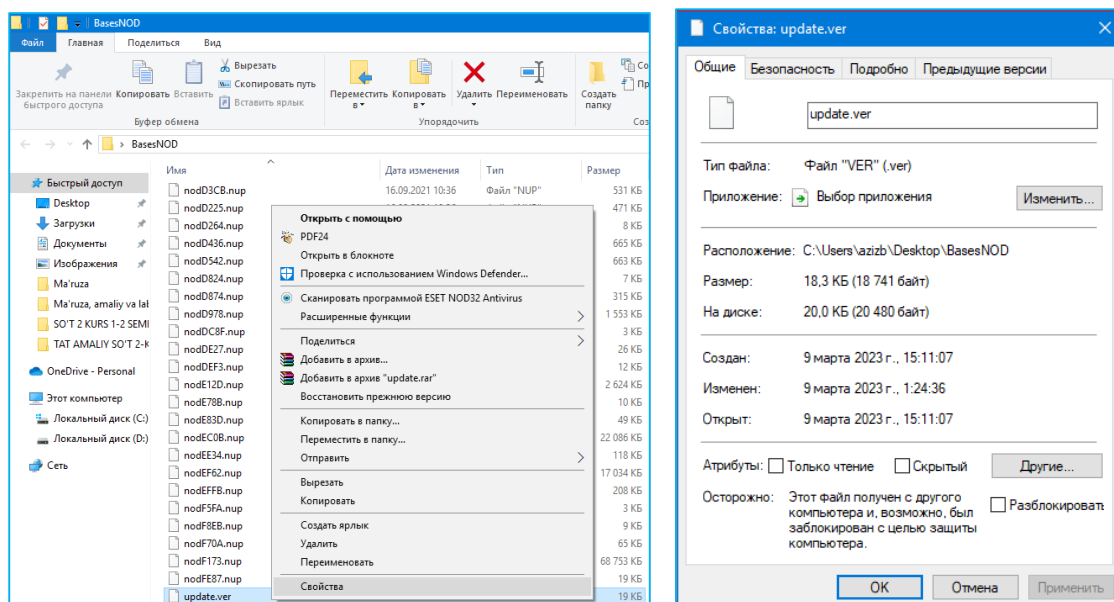 BasesNOD
Файл Главная Поделиться Вид
Закрепить на панели быстрого доступа
Копировать
Вставить
Вырезать
Скопировать путь
Вставить ярлык
Буфер обмена
Переместить в
Копировать в
Удалить
Переименовать
Упорядочить
Создать папку
BasesNOD
Быстрый доступ
Desktop
Загрузки
Документы
Изображения
Ma'ruza
Ma'ruza, amaliy va lal
SO'T 2 KURS 1-2 SEMI
TAT AMALIY SO'T 2-K
OneDrive - Personal
Этот компьютер
Локальный диск (C:)
Локальный диск (D:)
Сеть
Имя Дата изменения Тип Размер
nodD3CB.nup 16.09.2021 10:36 Файл "NUP" 531 КБ
nodD225.nup 471 КБ
nodD264.nup 8 КБ
nodD436.nup 665 КБ
nodD542.nup 663 КБ
nodD824.nup 7 КБ
nodD874.nup 315 КБ
nodD978.nup 1 553 КБ
nodDC8F.nup 3 КБ
nodDE27.nup 26 КБ
nodDEF3.nup 12 КБ
nodE12D.nup 2 624 КБ
nodE78B.nup 10 КБ
nodE83D.nup 49 КБ
nodEC0B.nup 22 086 КБ
nodEE34.nup 118 КБ
nodEF62.nup 17 034 КБ
nodEFFB.nup 208 КБ
nodF5FA.nup 3 КБ
nodF8EB.nup 9 КБ
nodF70A.nup 65 КБ
nodF173.nup 68 753 КБ
nodFE87.nup 19 КБ
update.ver 19 КБ
Открыть с помощью
PDF24
Открыть в блокноте
Проверка с использованием Windows Defender...
Сканировать программой ESET NOD32 Antivirus
Расширенные функции
Поделиться
Добавить в архив...
Добавить в архив "update.rar"
Восстановить прежнюю версию
Копировать в папку...
Переместить в папку...
Отправить
Вырезать
Копировать
Создать ярлык
Удалить
Переименовать
Свойства
Свойства: update.ver
Общие Безопасность Подробно Предыдущие версии
update.ver
Тип файла: Файл "VER" (.ver)
Приложение: Выбор приложения Изменить...
Расположение: C:\Users\azizb\Desktop\BasesNOD
Размер: 18,3 КБ (18 741 байт)
На диске: 20,0 КБ (20 480 байт)
Создан: 9 марта 2023 г., 15:11:07
Изменен: 9 марта 2023 г., 1:24:36
Открыт: 9 марта 2023 г., 15:11:07
Атрибуты: Только чтение Скрытый Другие...
Осторожно: Этот файл получен с другого
компьютера и, возможно, был
заблокирован с целью защиты
компьютера.
Разблокировать
OK Отмена Применить